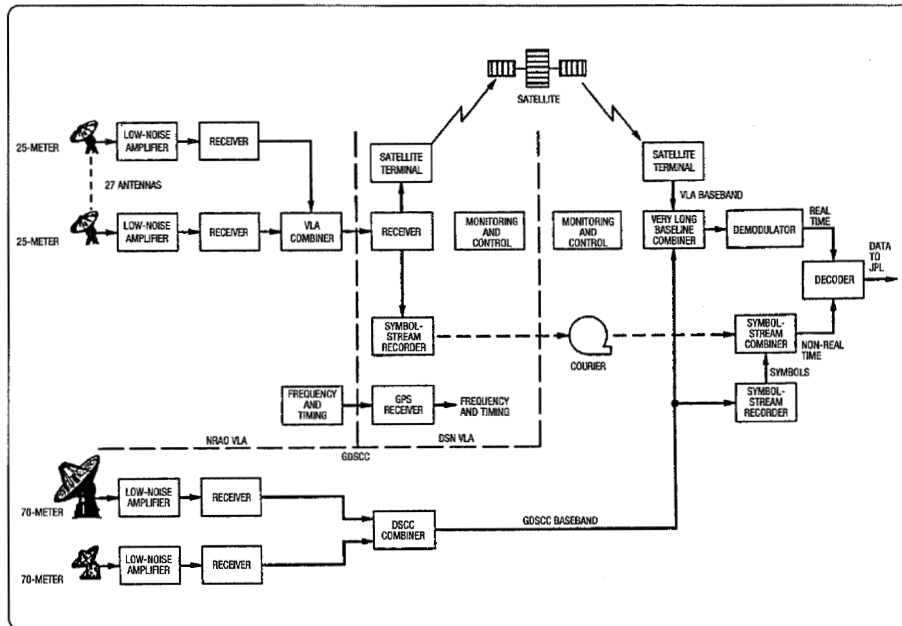 SATELLITE
25-METER
LOW-NOISE
AMPLIFIER
RECEIVER
27 ANTENNAS
25-METER
LOW-NOISE
AMPLIFIER
RECEIVER
VLA
COMBINER
SATELLITE
TERMINAL
RECEIVER
MONITORING
AND
CONTROL
MONITORING
AND
CONTROL
SATELLITE
TERMINAL
VLA BASEBAND
VERY LONG
BASELINE
COMBINER
DEMODULATOR
REAL
TIME
DECODER
DATA
TO
JPL
SYMBOL-
STREAM
RECORDER
COURIER
SYMBOL-
STREAM
COMBINER
NON-REAL
TIME
SYMBOLS
SYMBOL-
STREAM
RECORDER
FREQUENCY
AND
TIMING
GPS
RECEIVER
FREQUENCY
AND TIMING
NRAO VLA
DSN VLA
GDSCC
70-METER
LOW-NOISE
AMPLIFIER
RECEIVER
DSCC
COMBINER
GDSCC BASEBAND
70-METER
LOW-NOISE
AMPLIFIER
RECEIVER